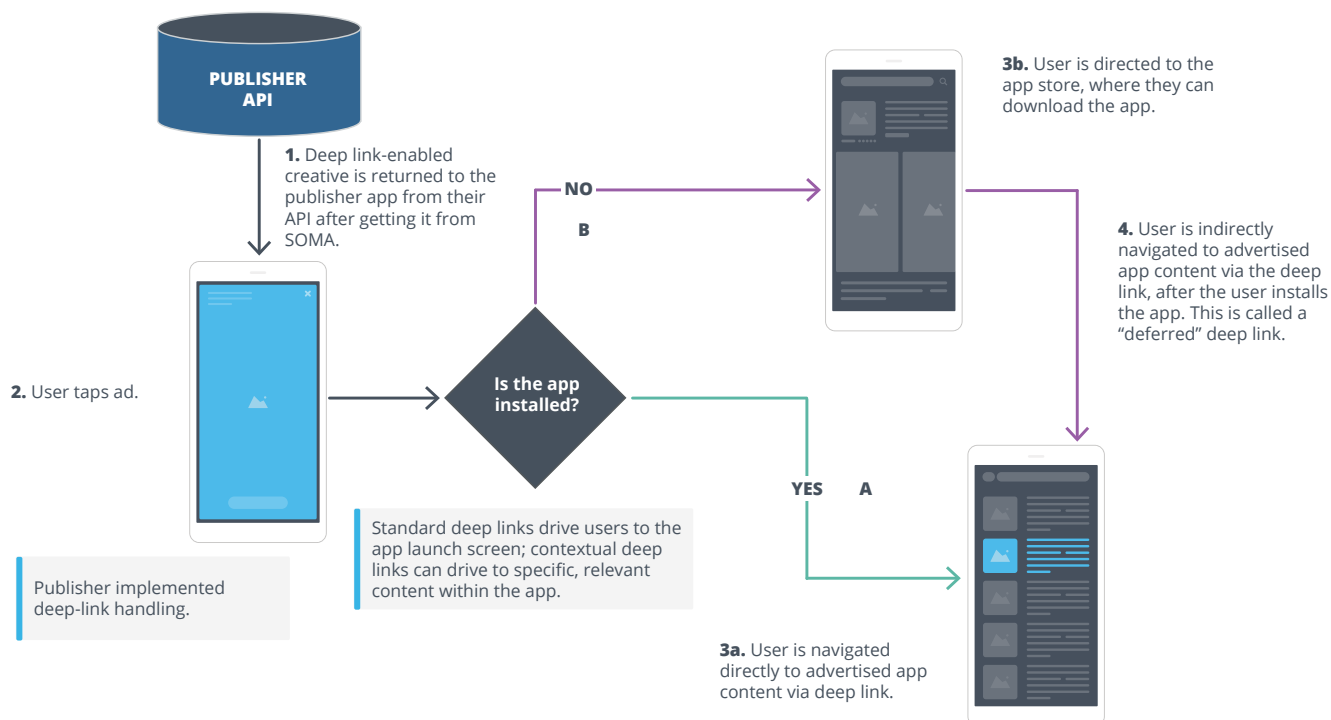 PUBLISHER
API
1. Deep link-enabled
creative is returned to the
publisher app from their
API after getting it from
SOMA.
2. User taps ad.
Publisher implemented
deep-link handling.
Is the app
installed?
Standard deep links drive users to the
app launch screen; contextual deep
links can drive to specific, relevant
content within the app.
NO
B
YES A
3a. User is navigated
directly to advertised app
content via deep link.
3b. User is directed to the
app store, where they can
download the app.
4. User is indirectly
navigated to advertised
app content via the deep
link, after the user installs
the app. This is called a
“deferred” deep link.